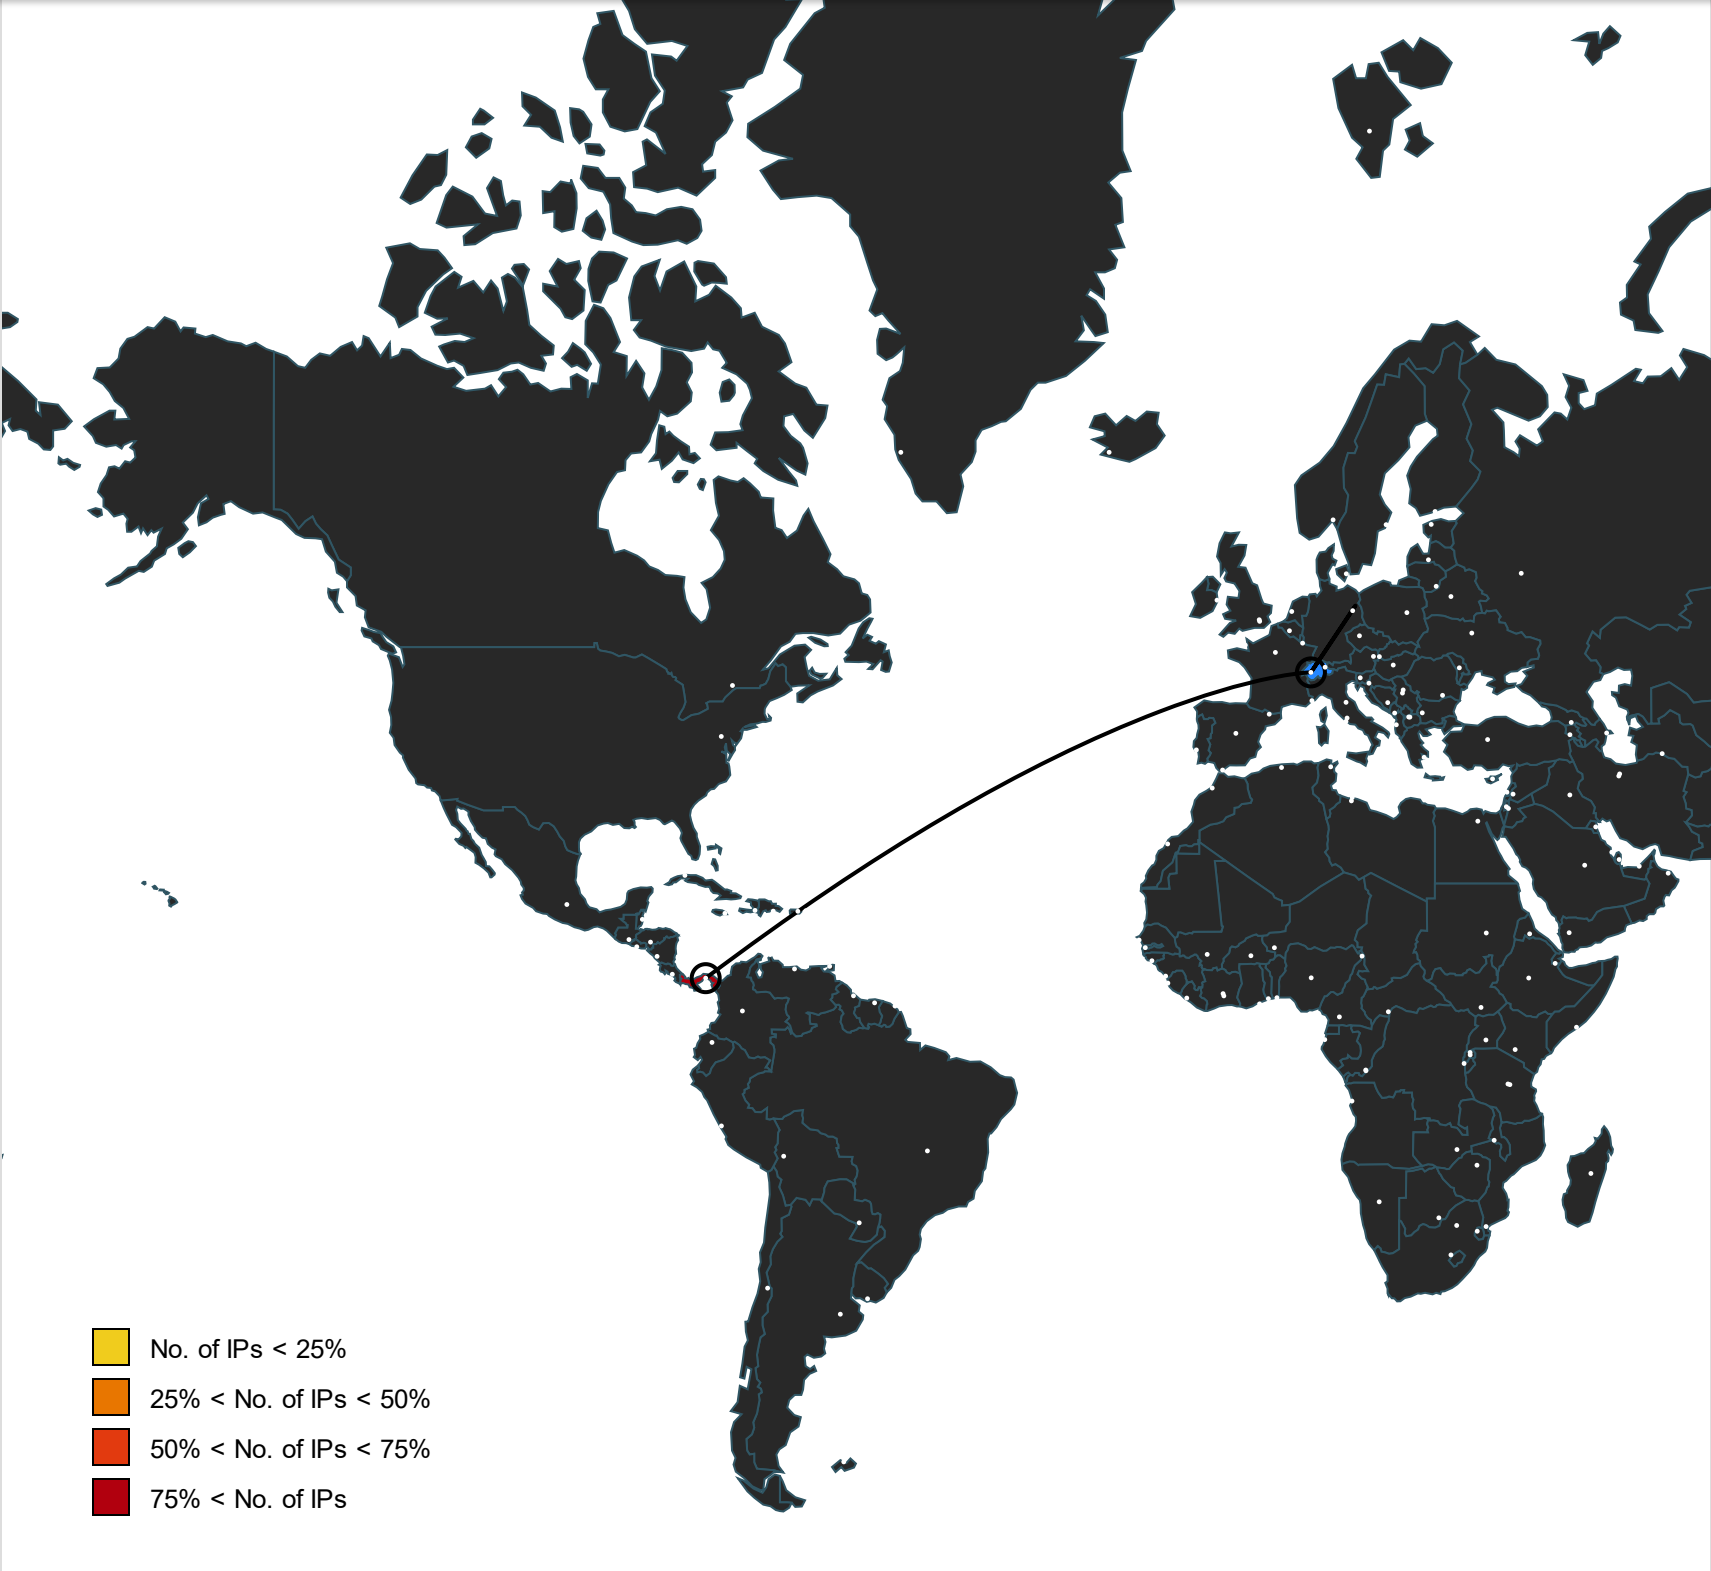 No. of IPs < 25%
25% < No. of IPs < 50%
50% < No. of IPs < 75%
75% < No. of IPs